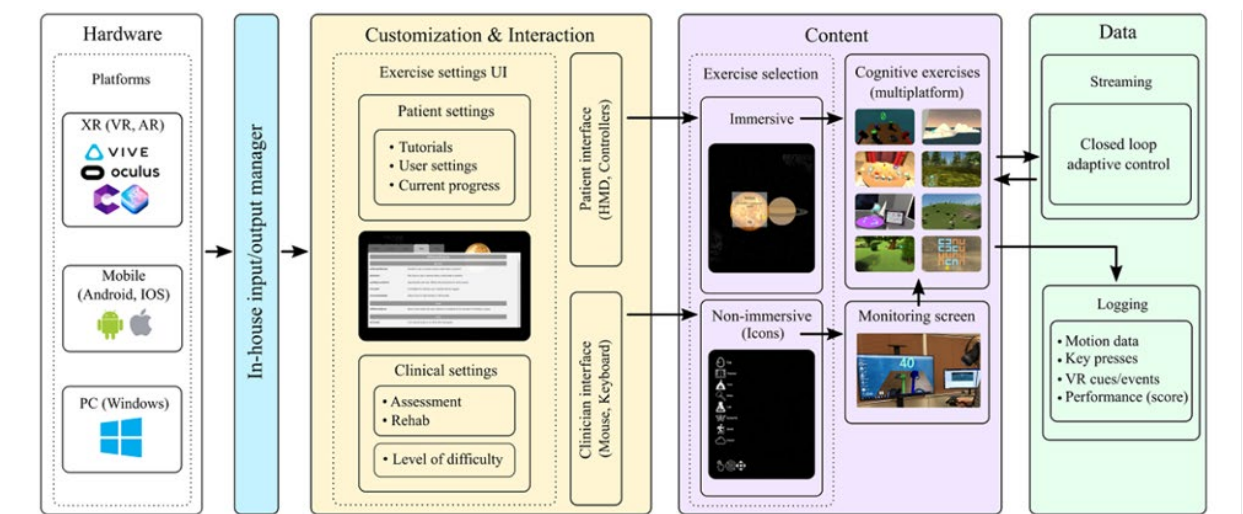 Hardware
Platforms
XR (VR, AR)
VIVE
oculus
Mobile
(Android, IOS)
PC (Windows)
In-house input/output manager
Customization & Interaction
Exercise settings UI
Patient settings
• Tutorials
• User settings
• Current progress
Clinical settings
• Assessment
• Rehab
• Level of difficulty
Patient interface
(HMD, Controllers)
Clinician interface
(Mouse, Keyboard)
Content
Exercise selection
Immersive
Non-immersive
(Icons)
Cognitive exercises
(multiplatform)
0
Monitoring screen
40
Data
Streaming
Closed loop
adaptive control
Logging
• Motion data
• Key presses
• VR cues/events
• Performance (score)